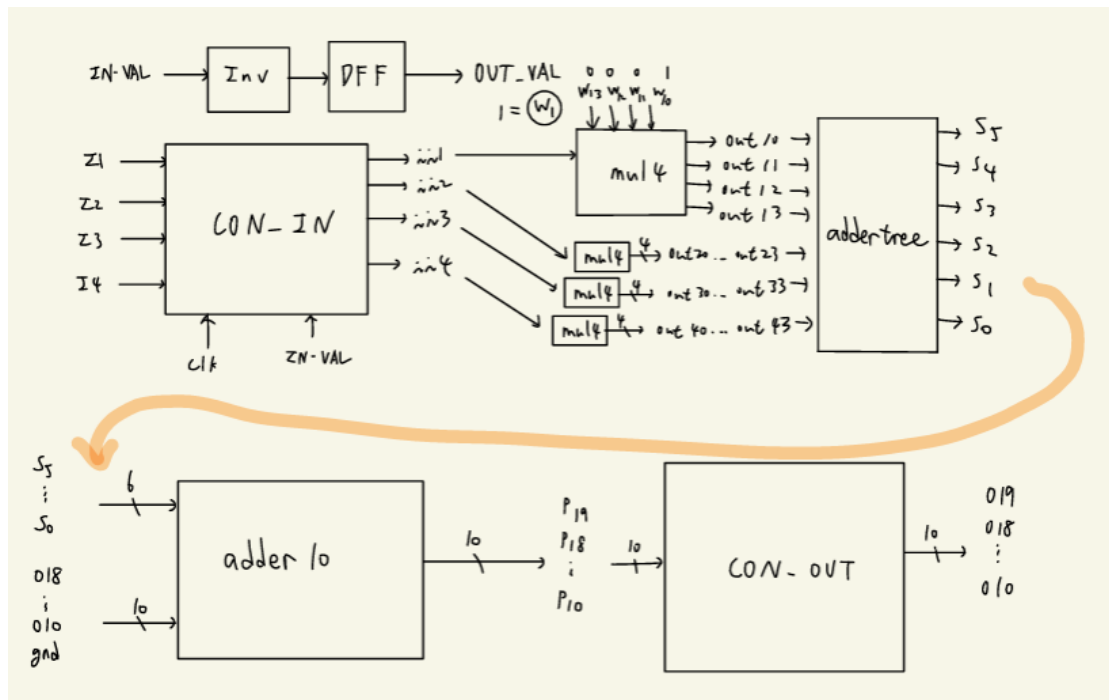 IN-VAL
Inv
DFF
OUT_VAL
1 = W1
0 0 0 1
W13 W12 W11 W10
I1
I2
I3
I4
CON_IN
clk
IN-VAL
in1
in2
in3
in4
mul4
out 10
out 11
out 12
out 13
mul4 4 out20... out 23
mul4 4 out 30... out 33
mul4 4 out 40... out 43
adder tree
S5
S4
S3
S2
S1
S0
S5
⋮
S0
6
O18
⋮
O10
gnd
10
adder 10
10
P19
P18
⋮
P10
10
CON_OUT
10
O19
O18
⋮
O10